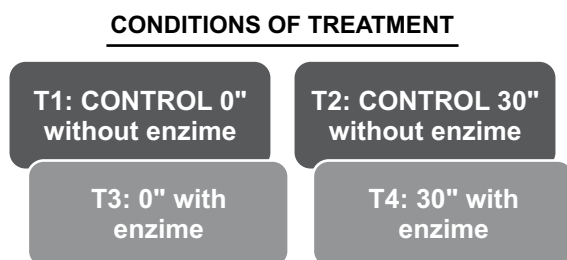 CONDITIONS OF TREATMENT
T1: CONTROL 0"
without enzime
T2: CONTROL 30"
without enzime
T3: 0" with
enzime
T4: 30" with
enzime